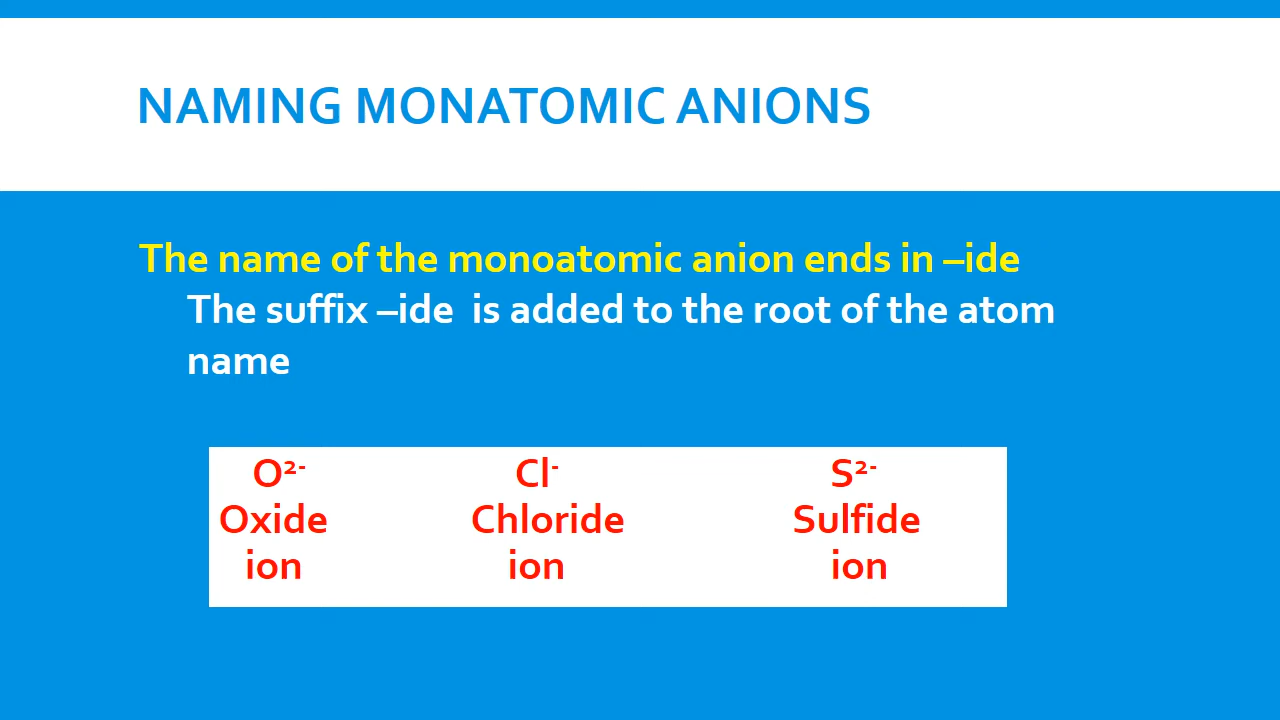 NAMING MONATOMIC ANIONS
The name of the monoatomic anion ends in –ide
The suffix –ide  is added to the root of the atom
name
O²⁻ Cl⁻ S²⁻
Oxide Chloride Sulfide
ion ion ion